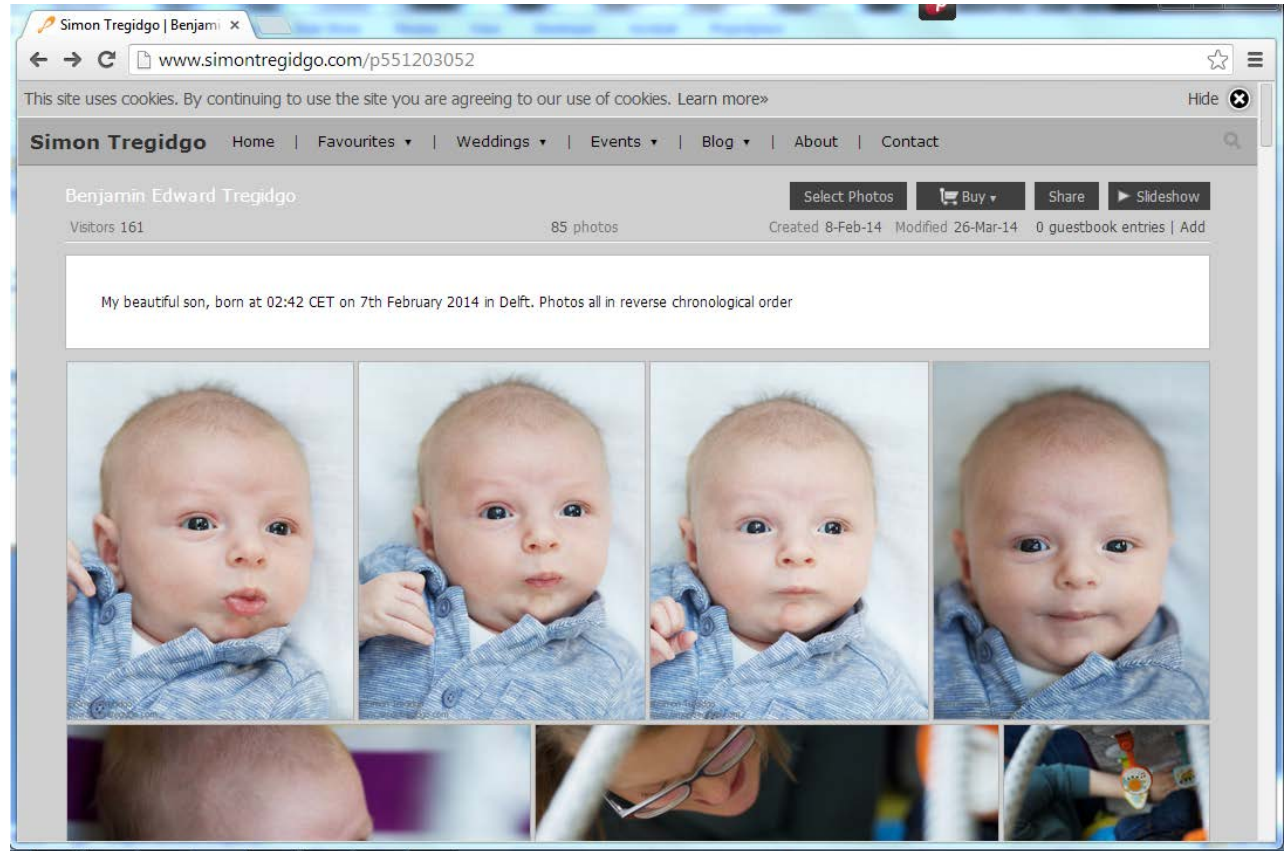 Simon Tregidgo | Benjami
www.simontregidgo.com/p551203052
This site uses cookies. By continuing to use the site you are agreeing to our use of cookies. Learn more» Hide
Simon Tregidgo Home | Favourites ▾ | Weddings ▾ | Events ▾ | Blog ▾ | About | Contact
Benjamin Edward Tregidgo Select Photos Buy ▾ Share Slideshow
Visitors 161 85 photos Created 8-Feb-14 Modified 26-Mar-14 0 guestbook entries | Add
My beautiful son, born at 02:42 CET on 7th February 2014 in Delft. Photos all in reverse chronological order